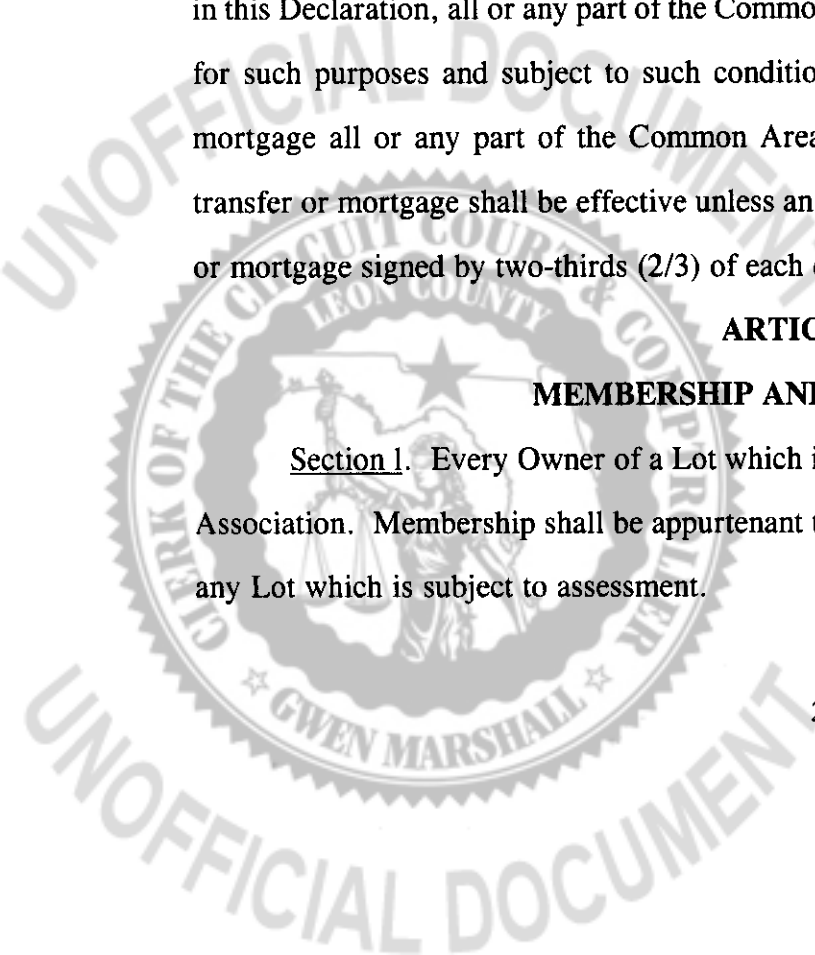 in this Declaration, all or any part of the Commo
for such purposes and subject to such conditio
mortgage all or any part of the Common Area
transfer or mortgage shall be effective unless an
or mortgage signed by two-thirds (2/3) of each
ARTIC
MEMBERSHIP AND
Section 1. Every Owner of a Lot which i
Association. Membership shall be appurtenant t
any Lot which is subject to assessment.
2
UNOFFICIAL DOCUMENT
CLERK OF THE CIRCUIT COURT & COMPTROLLER
LEON COUNTY
GWEN MARSHALL
UNOFFICIAL DOCUMENT